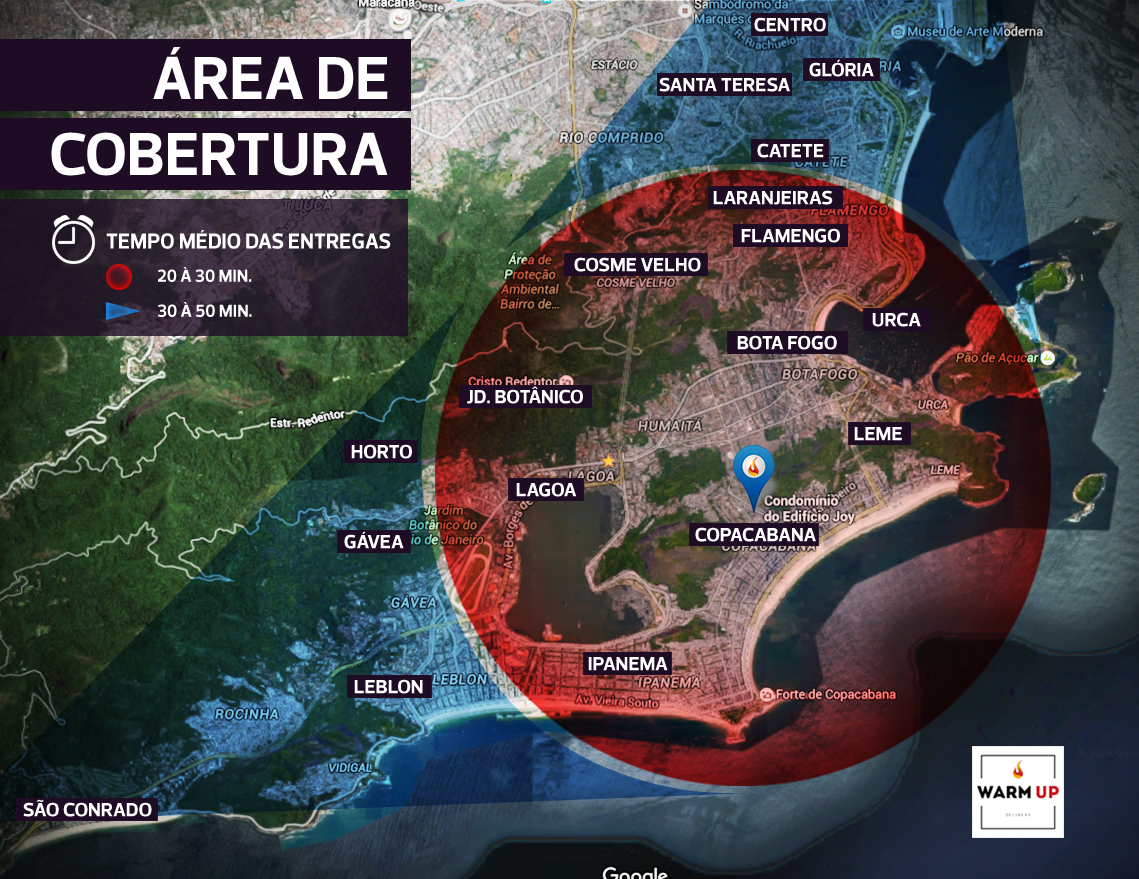 Maracanã
Oeste
Sambódromo da
Marquês
CENTRO
R. Riachuelo
Museu de Arte Moderna
ESTÁCIO
GLÓRIA
SANTA TERESA
ÁREA DE
COBERTURA
RIO COMPRIDO
CATETE
CATETE
TIJUCA
LARANJEIRAS
FLAMENGO
FLAMENGO
TEMPO MÉDIO DAS ENTREGAS
20 À 30 MIN.
30 À 50 MIN.
Área de
Proteção
Ambiental
Bairro de...
COSME VELHO
COSME VELHO
URCA
BOTA FOGO
Pão de Açucar
BOTAFOGO
Cristo Redentor
JD. BOTÂNICO
URCA
Estr. Redentor
HUMAITÁ
LEME
HORTO
LEME
LAGOA
LAGOA
Condomínio
do Edifício Joy
Jardim
Botânico do
io de Janeiro
Av. Borges de
COPACABANA
COPACABANA
GÁVEA
GÁVEA
IPANEMA
IPANEMA
LEBLON
LEBLON
Av. Vieira Souto
Forte de Copacabana
ROCINHA
VIDIGAL
SÃO CONRADO
WARM UP
DELIVERY
Google